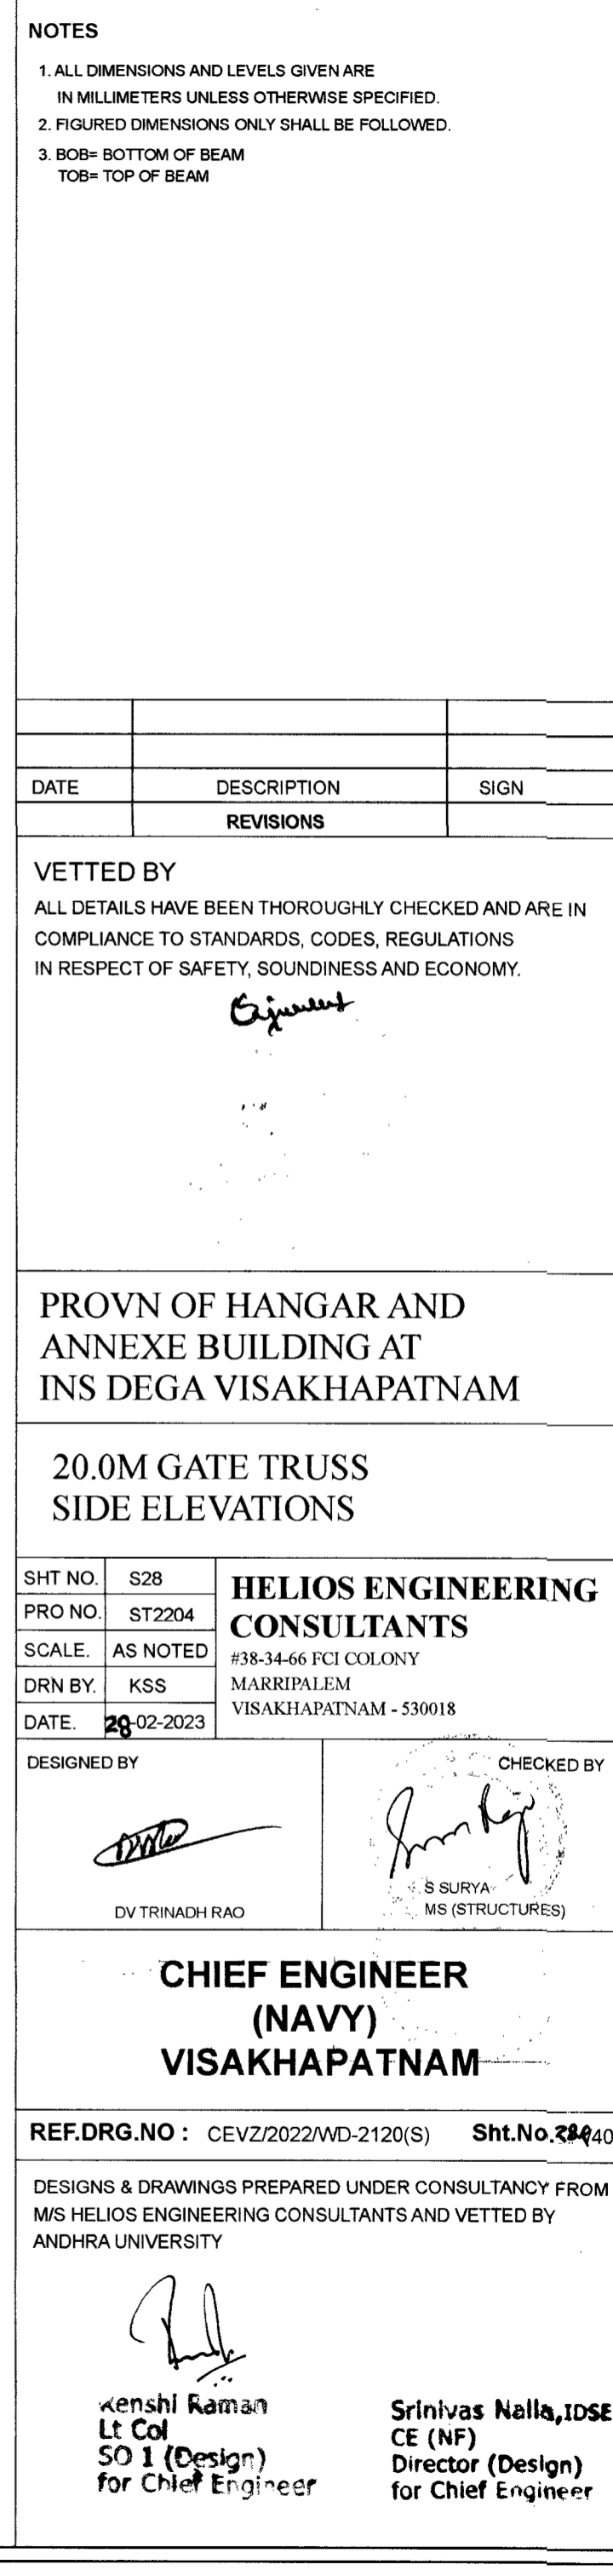 NOTES
1. ALL DIMENSIONS AND LEVELS GIVEN ARE
IN MILLIMETERS UNLESS OTHERWISE SPECIFIED.
2. FIGURED DIMENSIONS ONLY SHALL BE FOLLOWED.
3. BOB= BOTTOM OF BEAM
TOB= TOP OF BEAM
DATE DESCRIPTION SIGN
REVISIONS
VETTED BY
ALL DETAILS HAVE BEEN THOROUGHLY CHECKED AND ARE IN
COMPLIANCE TO STANDARDS, CODES, REGULATIONS
IN RESPECT OF SAFETY, SOUNDINESS AND ECONOMY.
PROVN OF HANGAR AND
ANNEXE BUILDING AT
INS DEGA VISAKHAPATNAM
20.0M GATE TRUSS
SIDE ELEVATIONS
SHT NO. S28
PRO NO. ST2204
SCALE. AS NOTED
DRN BY. KSS
DATE. 28-02-2023
HELIOS ENGINEERING
CONSULTANTS
#38-34-66 FCI COLONY
MARRIPALEM
VISAKHAPATNAM - 530018
DESIGNED BY
DV TRINADH RAO
CHECKED BY
S SURYA
MS (STRUCTURES)
CHIEF ENGINEER
(NAVY)
VISAKHAPATNAM
REF.DRG.NO : CEVZ/2022/WD-2120(S) Sht.No.
DESIGNS & DRAWINGS PREPARED UNDER CONSULTANCY FROM
M/S HELIOS ENGINEERING CONSULTANTS AND VETTED BY
ANDHRA UNIVERSITY
Raman
Lt Col
SO 1 (Design)
for Chief Engineer
Srinivas Nalla,IDSE
CE (NF)
Director (Design)
for Chief Engineer